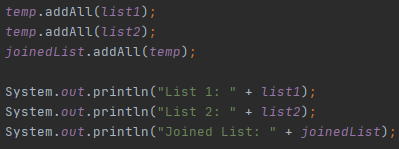 temp.addAll(list1);
temp.addAll(list2);
joinedList.addAll(temp);
System.out.println("List 1: " + list1);
System.out.println("List 2: " + list2);
System.out.println("Joined List: " + joinedList);